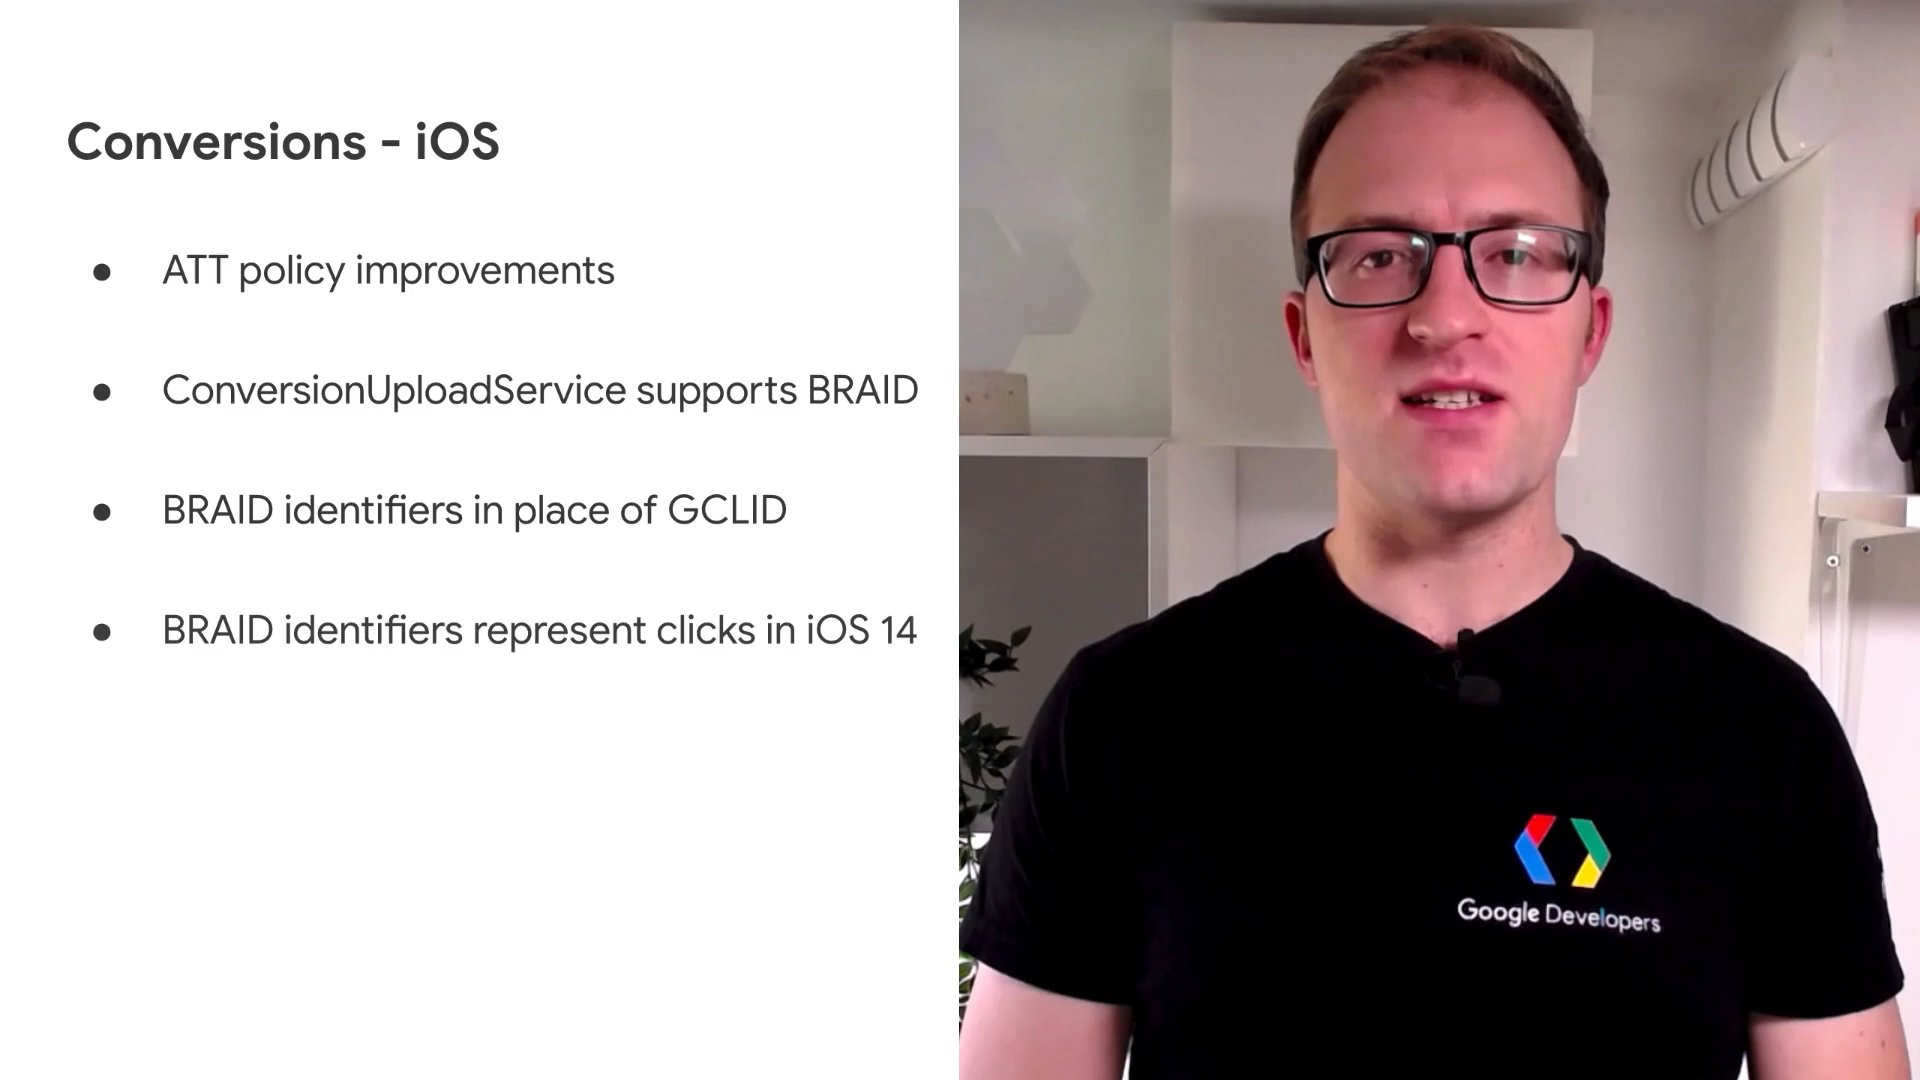 Conversions - iOS
● ATT policy improvements
● ConversionUploadService supports BRAID
● BRAID identifiers in place of GCLID
● BRAID identifiers represent clicks in iOS 14
Google Developers